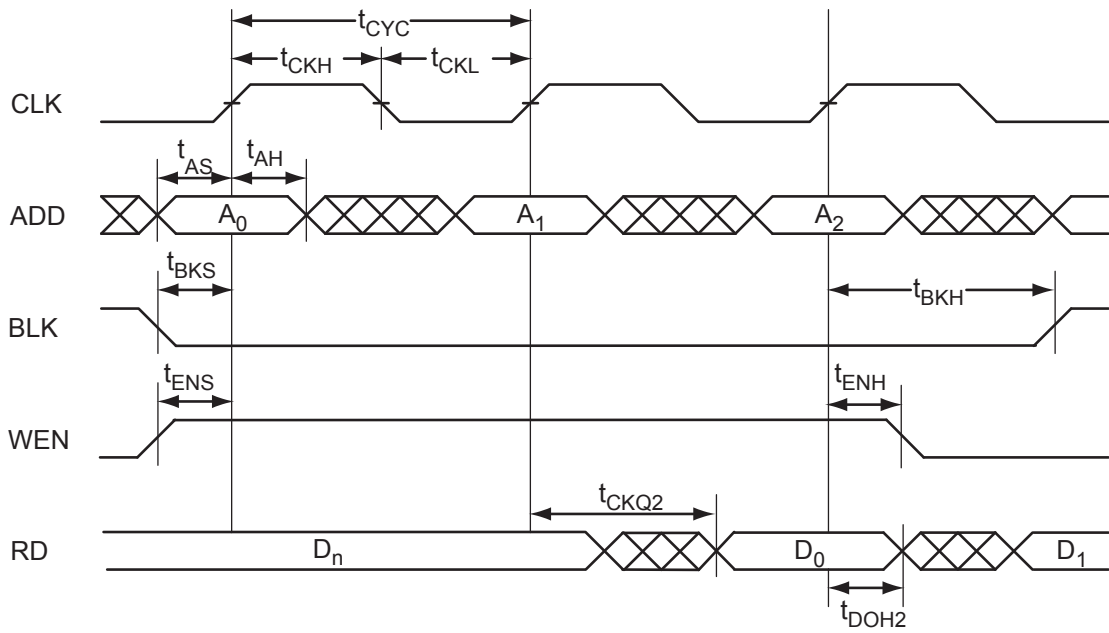 tCYC
tCKH tCKL
CLK
tAS tAH
ADD A0 A1 A2
tBKS tBKH
BLK
tENS tENH
WEN
tCKQ2
RD Dn D0 D1
tDOH2